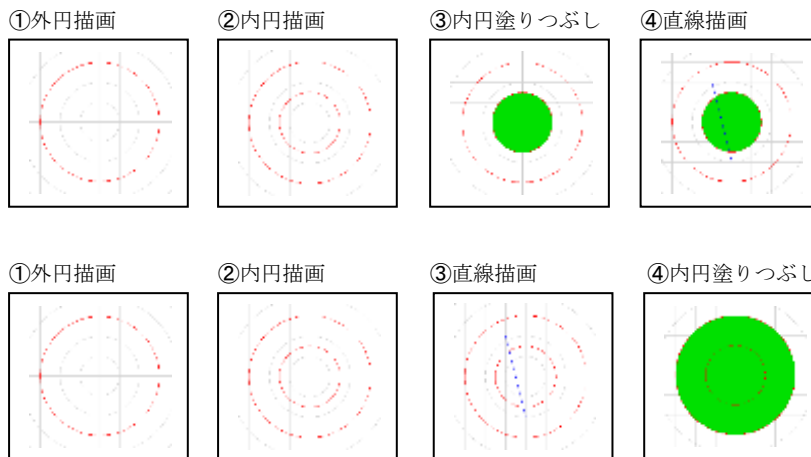 ①外円描画 ②内円描画 ③内円塗りつぶし ④直線描画
①外円描画 ②内円描画 ③直線描画 ④内円塗りつぶし